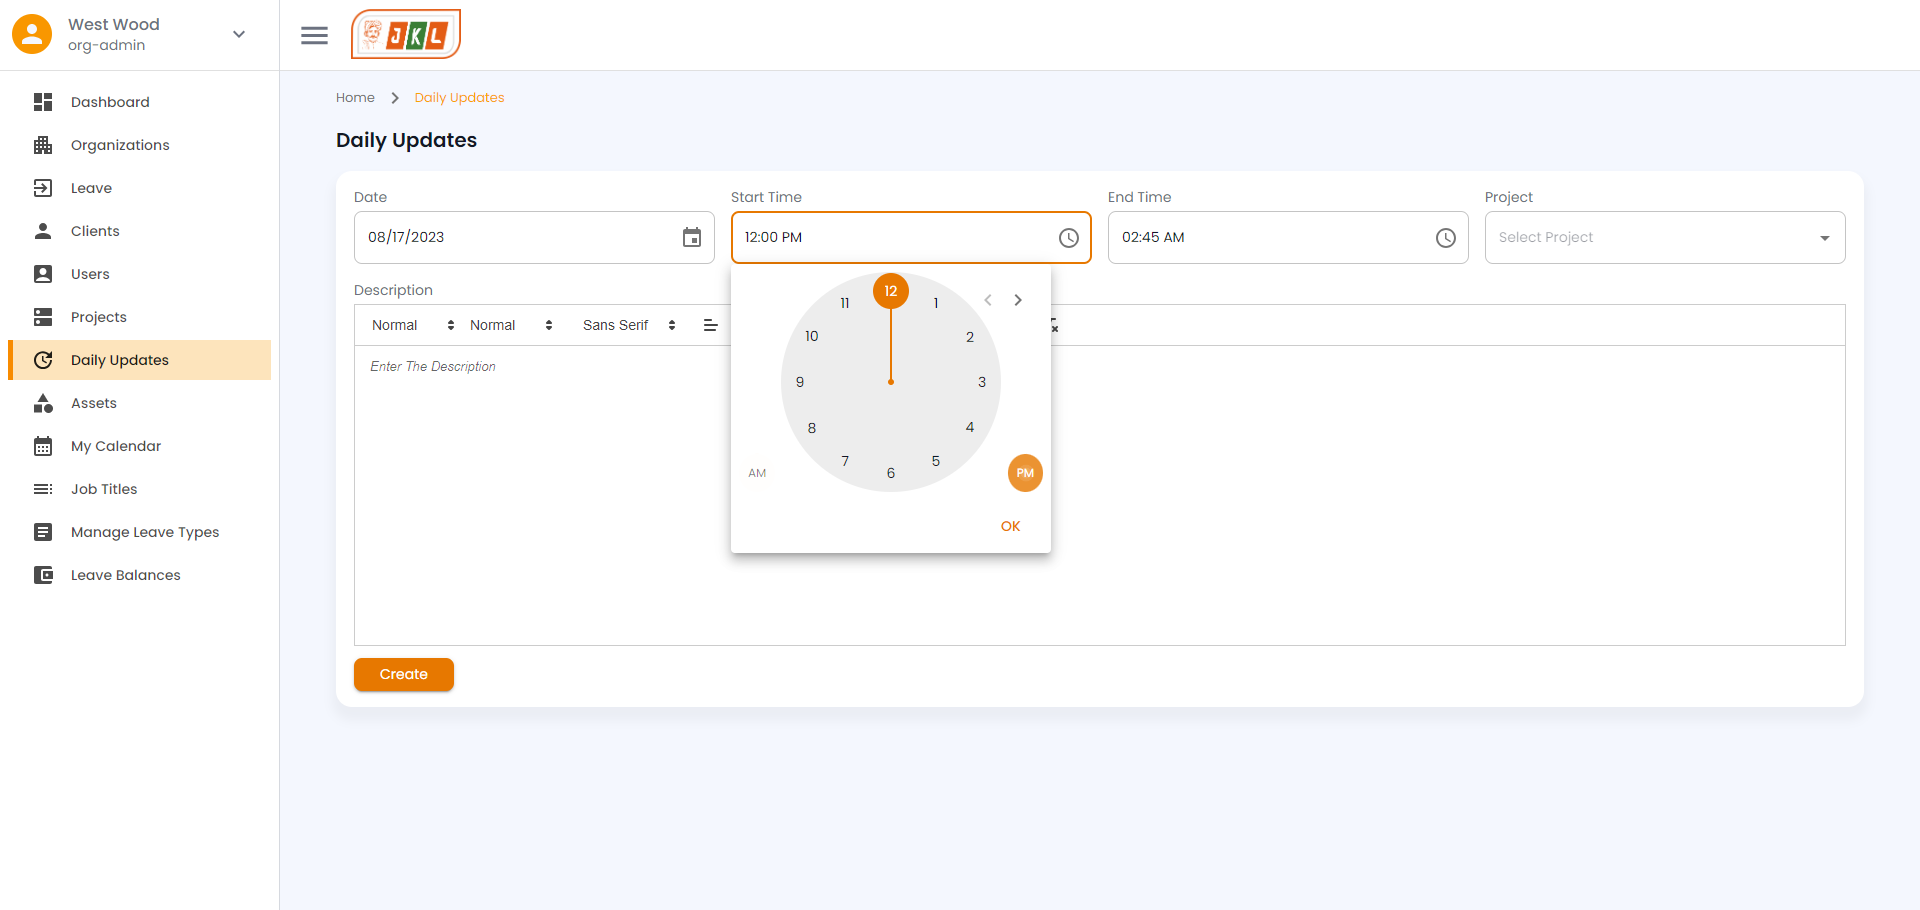 West Wood
org-admin
JKL
Dashboard
Organizations
Leave
Clients
Users
Projects
Daily Updates
Assets
My Calendar
Job Titles
Manage Leave Types
Leave Balances
Home
Daily Updates
Daily Updates
Date
Start Time
End Time
Project
08/17/2023
12:00 PM
02:45 AM
Select Project
Description
Normal
Normal
Sans Serif
Enter The Description
12
1
2
3
4
5
6
7
8
9
10
11
AM
PM
OK
Create